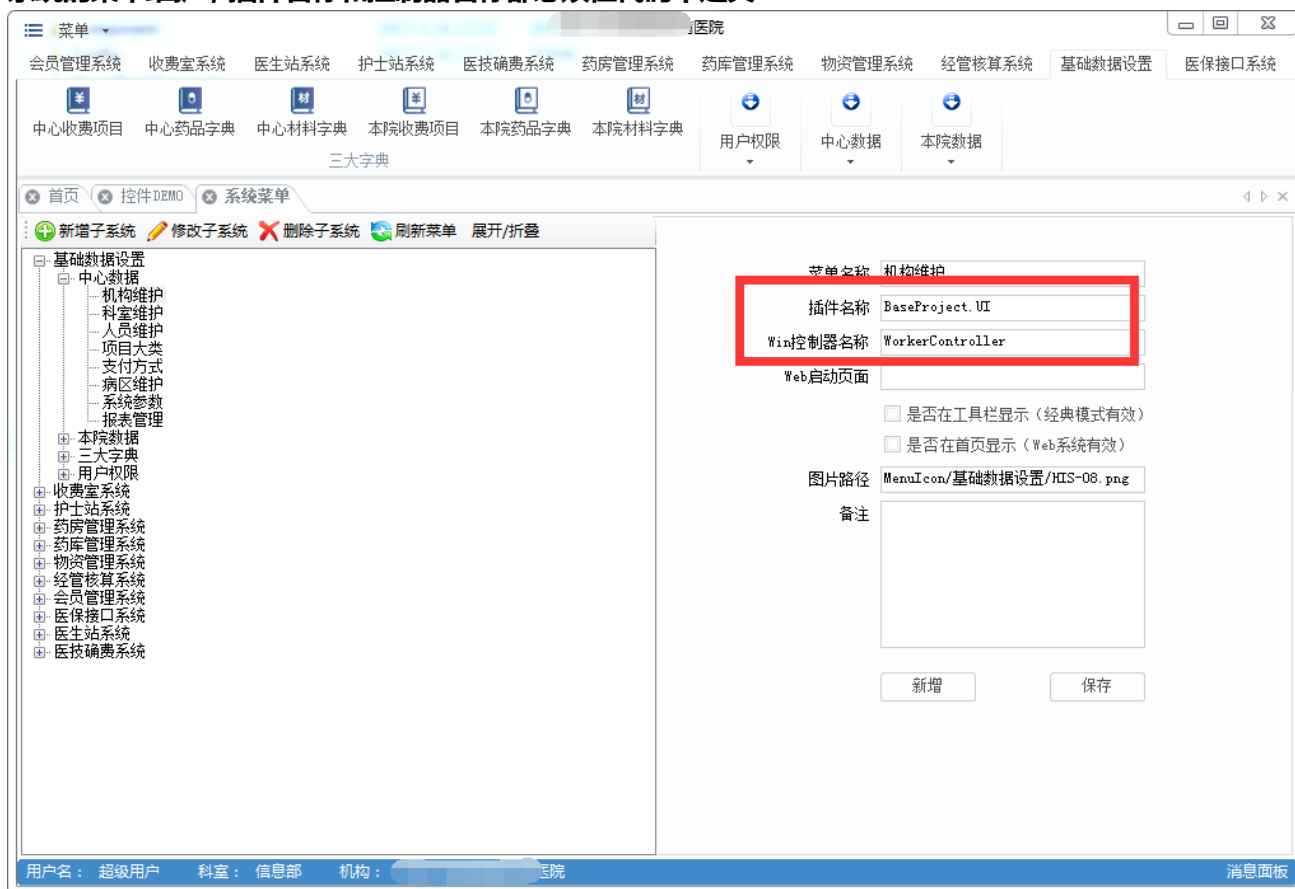 菜单
医院
会员管理系统 收费室系统 医生站系统 护士站系统 医技确费系统 药房管理系统 药库管理系统 物资管理系统 经管核算系统 基础数据设置 医保接口系统
中心收费项目 中心药品字典 中心材料字典 本院收费项目 本院药品字典 本院材料字典 用户权限 中心数据 本院数据
三大字典
首页 控件DEMO 系统菜单
新增子系统 修改子系统 删除子系统 刷新菜单 展开/折叠
基础数据设置
中心数据
机构维护
科室维护
人员维护
项目大类
支付方式
病区维护
系统参数
报表管理
本院数据
三大字典
用户权限
收费室系统
护士站系统
药房管理系统
药库管理系统
物资管理系统
经管核算系统
会员管理系统
医保接口系统
医生站系统
医技确费系统
菜单名称 机构维护
插件名称 BaseProject.UI
Win控制器名称 WorkerController
Web启动页面
是否在工具栏显示（经典模式有效）
是否在首页显示（Web系统有效）
图片路径 MenuIcon/基础数据设置/HIS-08.png
备注
新增 保存
用户名： 超级用户 科室： 信息部 机构： 医院 消息面板